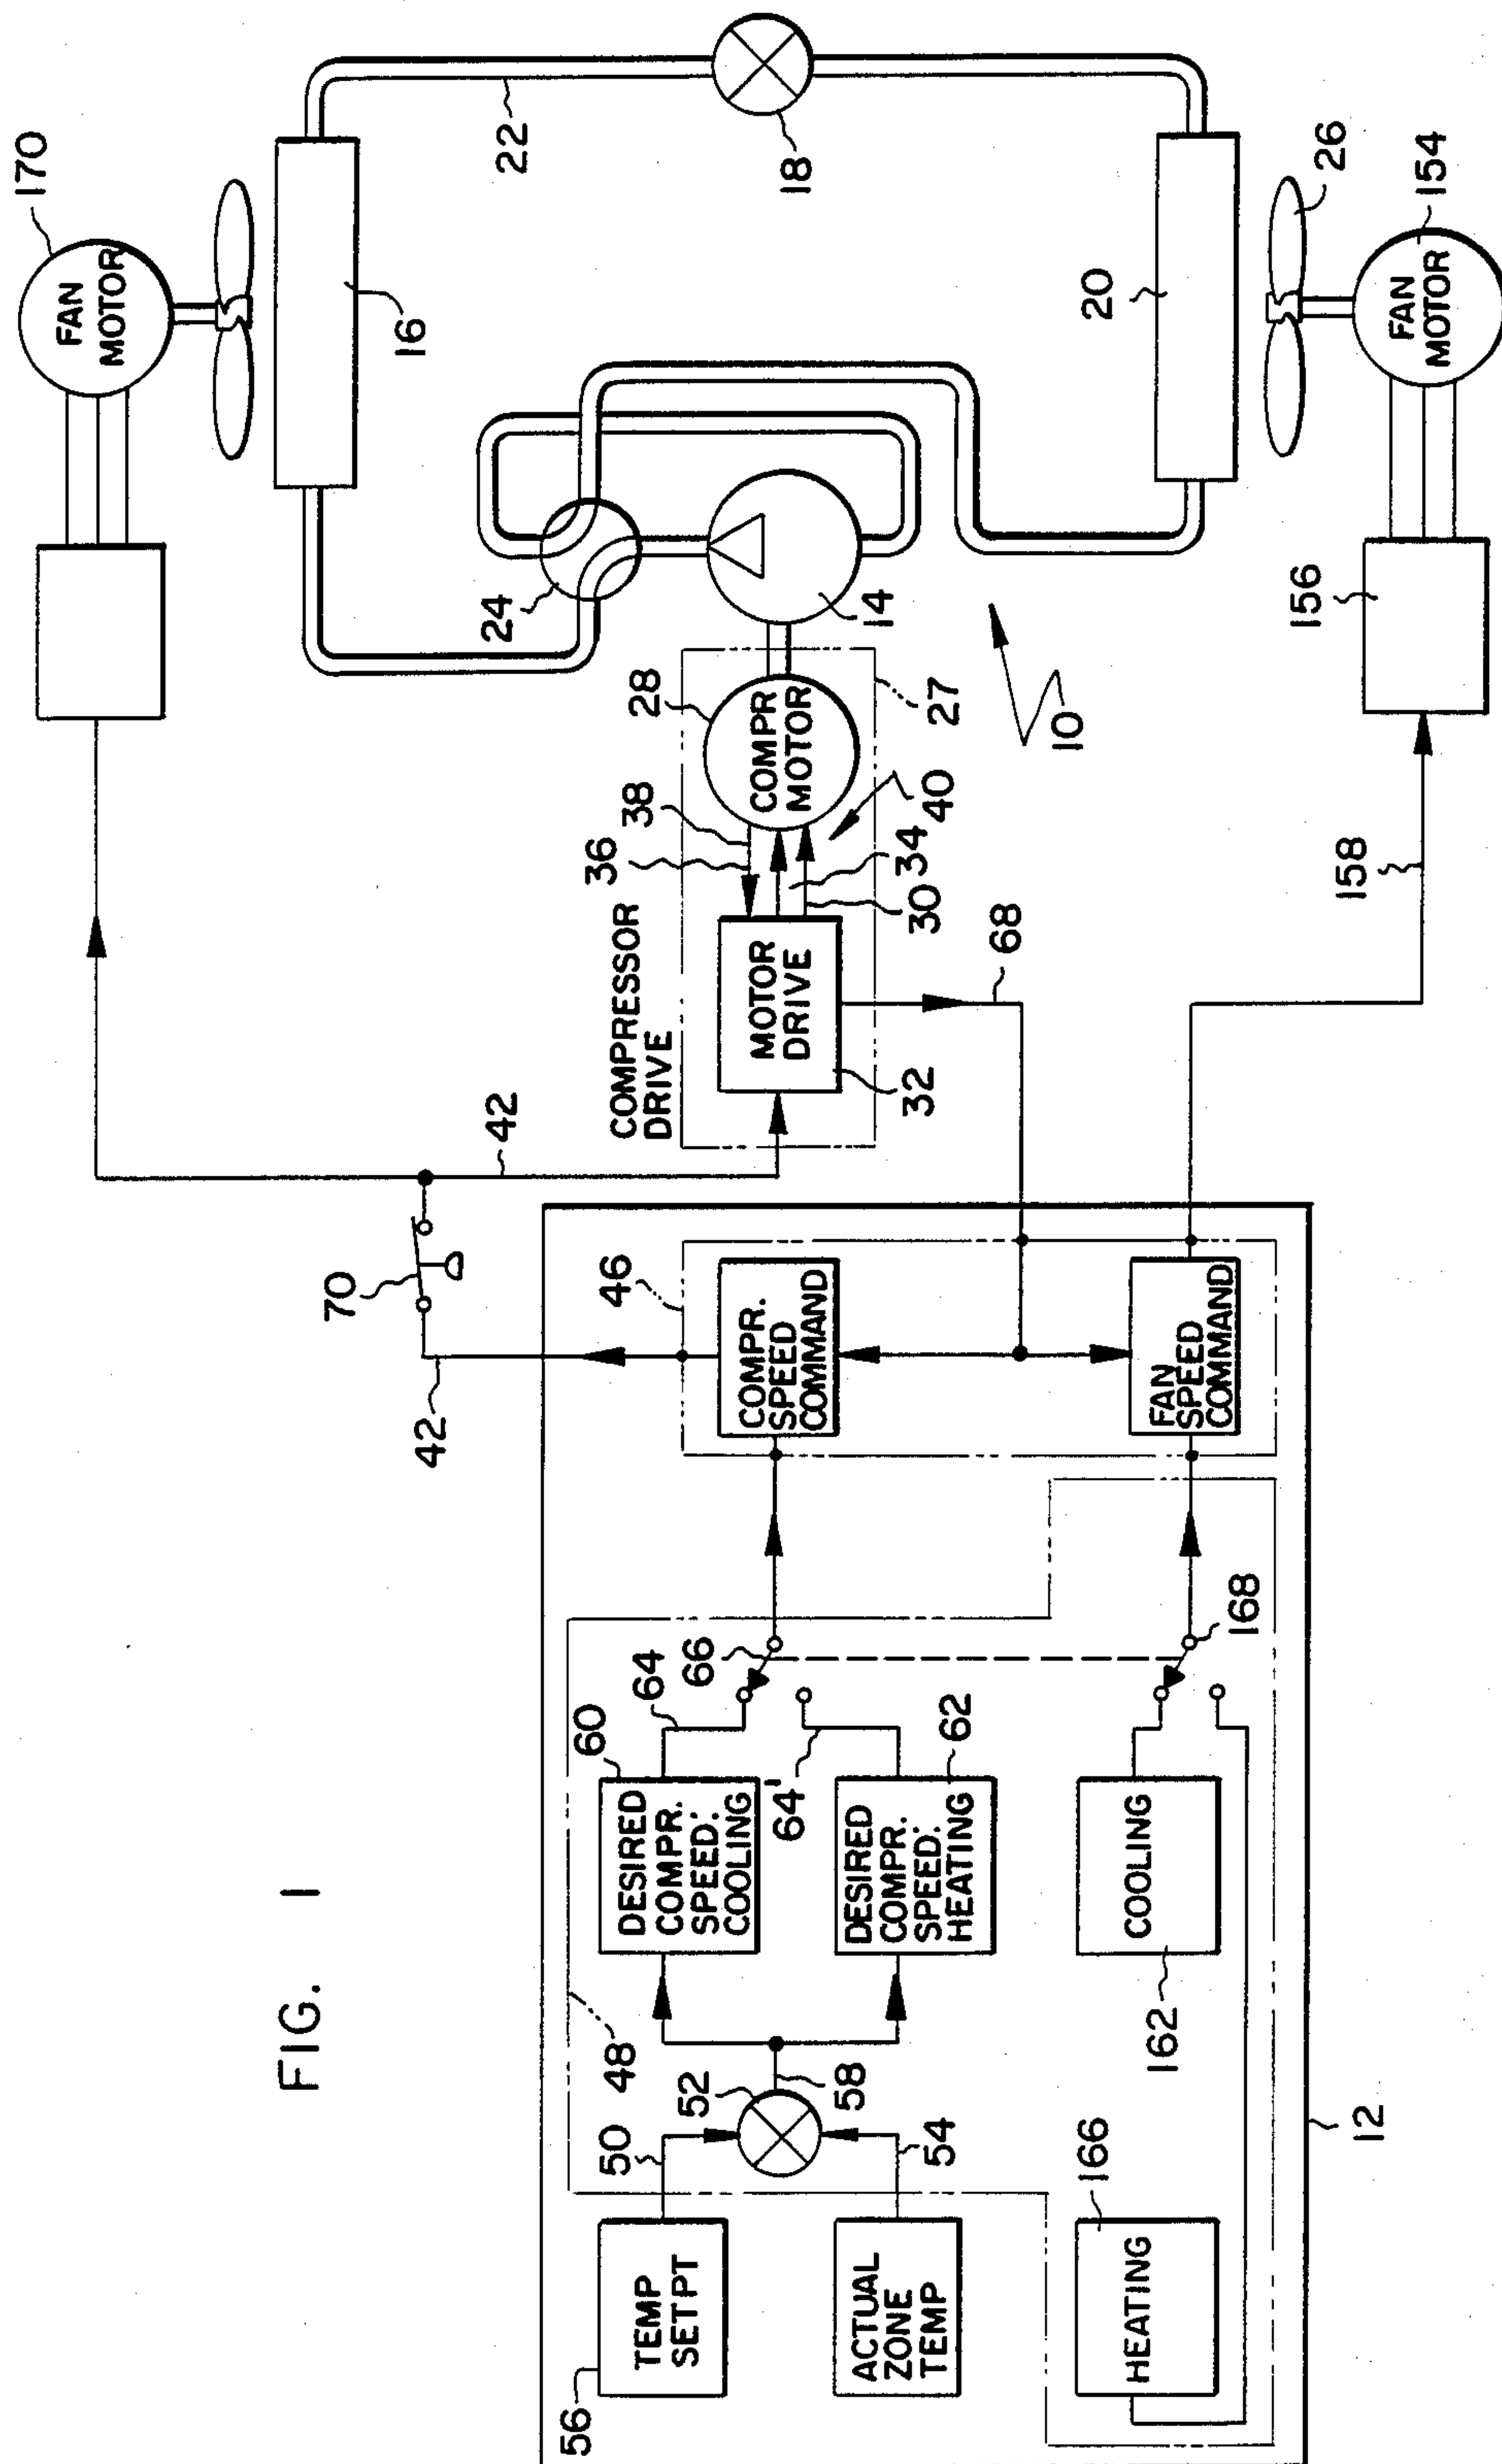 FIG. 1
170
FAN
MOTOR
16
22
18
20
26
154
FAN
MOTOR
156
158
24
14
10
28
COMPR
MOTOR
27
38
36
40
34
30
COMPRESSOR
DRIVE
MOTOR
DRIVE
32
68
42
70
42
46
COMPR.
SPEED
COMMAND
FAN
SPEED
COMMAND
48
66
168
64
60
DESIRED
COMPR.
SPEED:
COOLING
64'
62
DESIRED
COMPR.
SPEED:
HEATING
COOLING
162
52
58
50
54
56
TEMP
SETPT
ACTUAL
ZONE
TEMP
166
HEATING
12